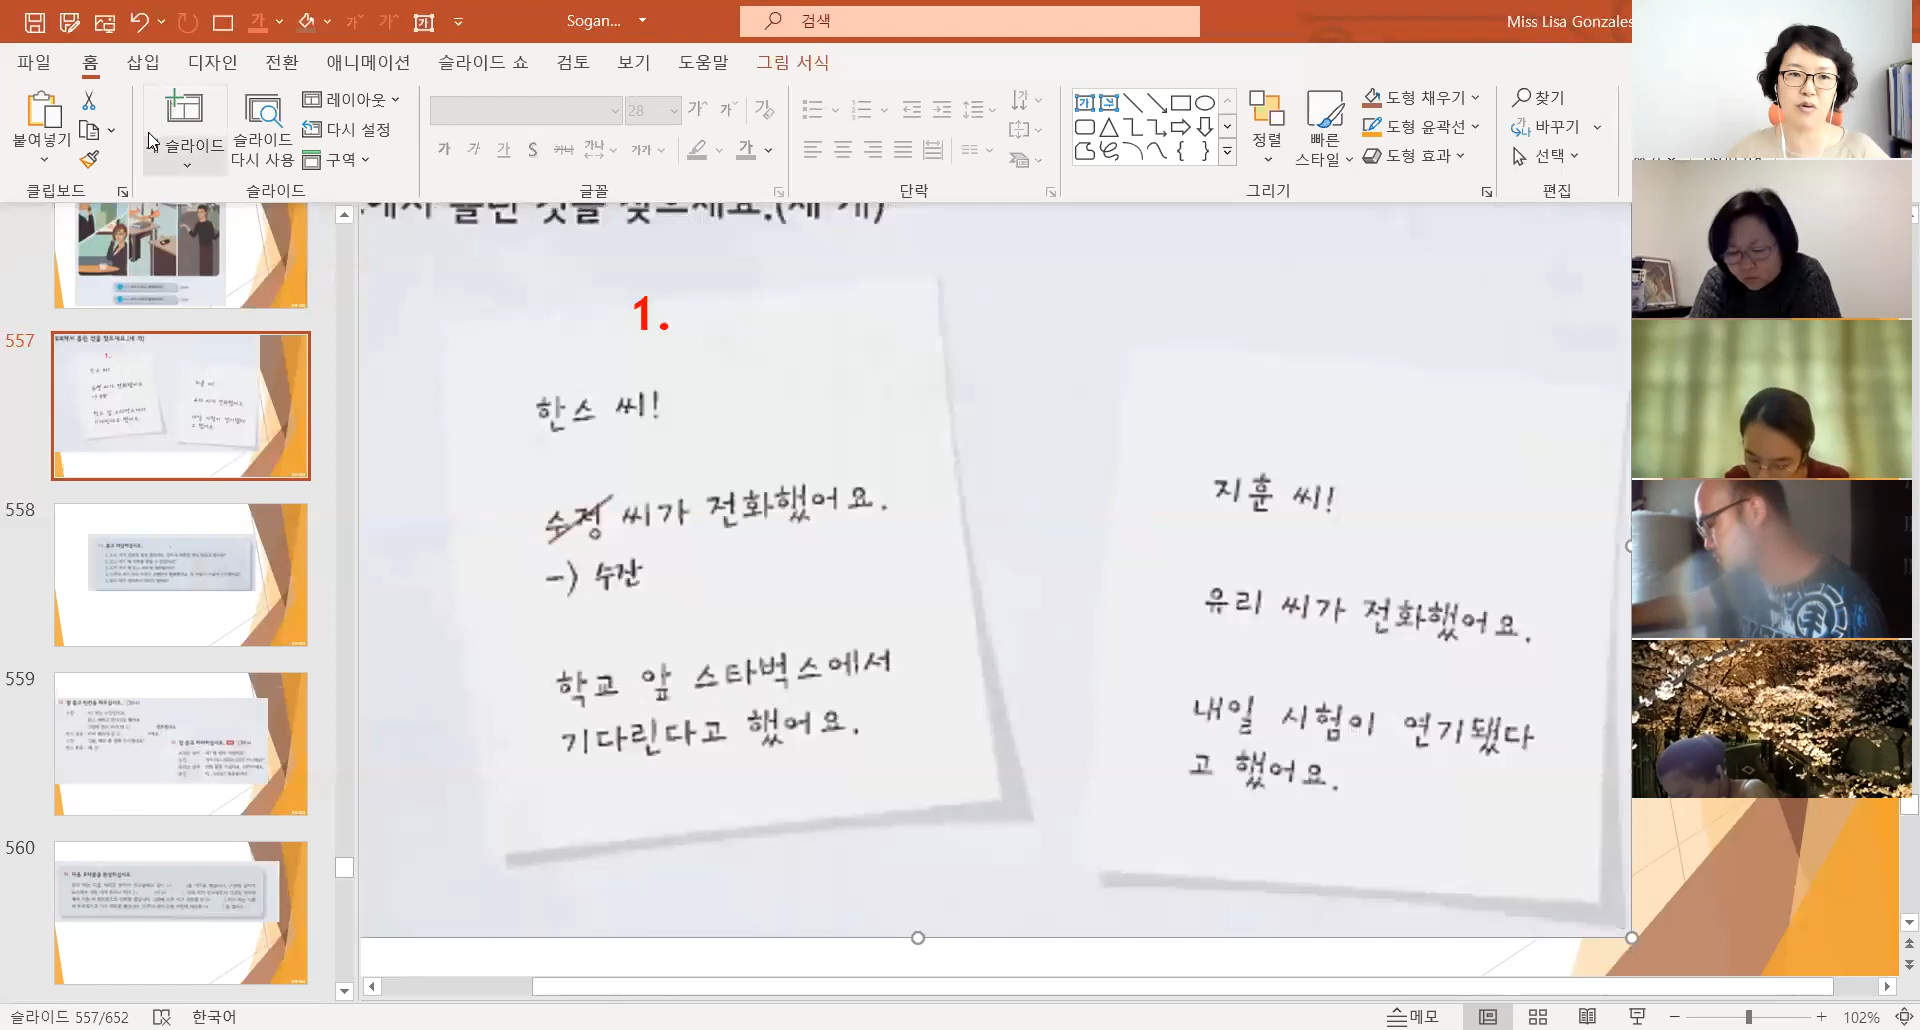 Sogan...
검색
Miss Lisa Gonzales
파일 홈 삽입 디자인 전환 애니메이션 슬라이드 쇼 검토 보기 도움말 그림 서식
붙여넣기
클립보드
슬라이드
슬라이드
다시 사용
레이아웃
다시 설정
구역
슬라이드
28
글꼴
단락
정렬
빠른
스타일
도형 채우기
도형 윤곽선
도형 효과
그리기
찾기
바꾸기
선택
편집
557
558
559
560
찾으세요.(세 개)
1.
한스 씨!
수정 씨가 전화했어요.
-) 수잔
학교 앞 스타벅스에서
기다린다고 했어요.
지훈 씨!
유리 씨가 전화했어요.
내일 시험이 연기됐다
고 했어요.
슬라이드 557/652
한국어
메모
102%